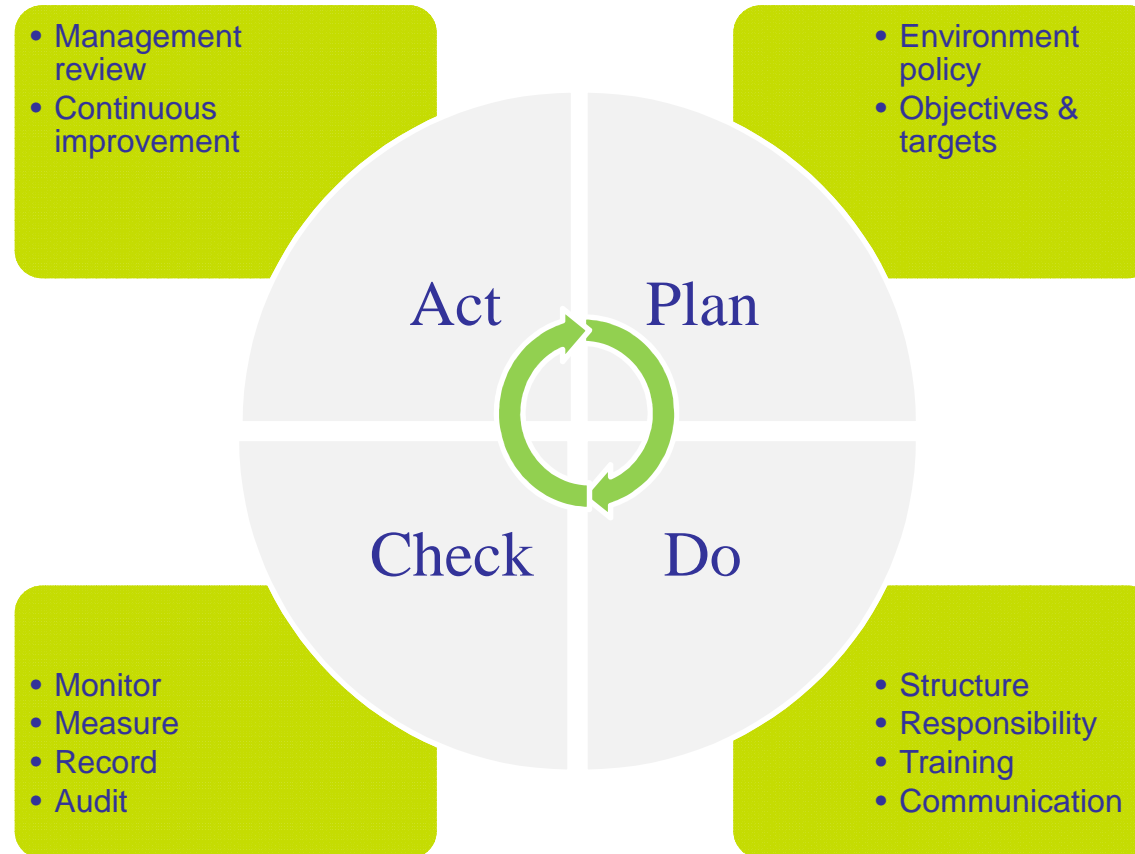 • Management
review
• Continuous
improvement
• Environment
policy
• Objectives &
targets
Act
Plan
Check
Do
• Monitor
• Measure
• Record
• Audit
• Structure
• Responsibility
• Training
• Communication